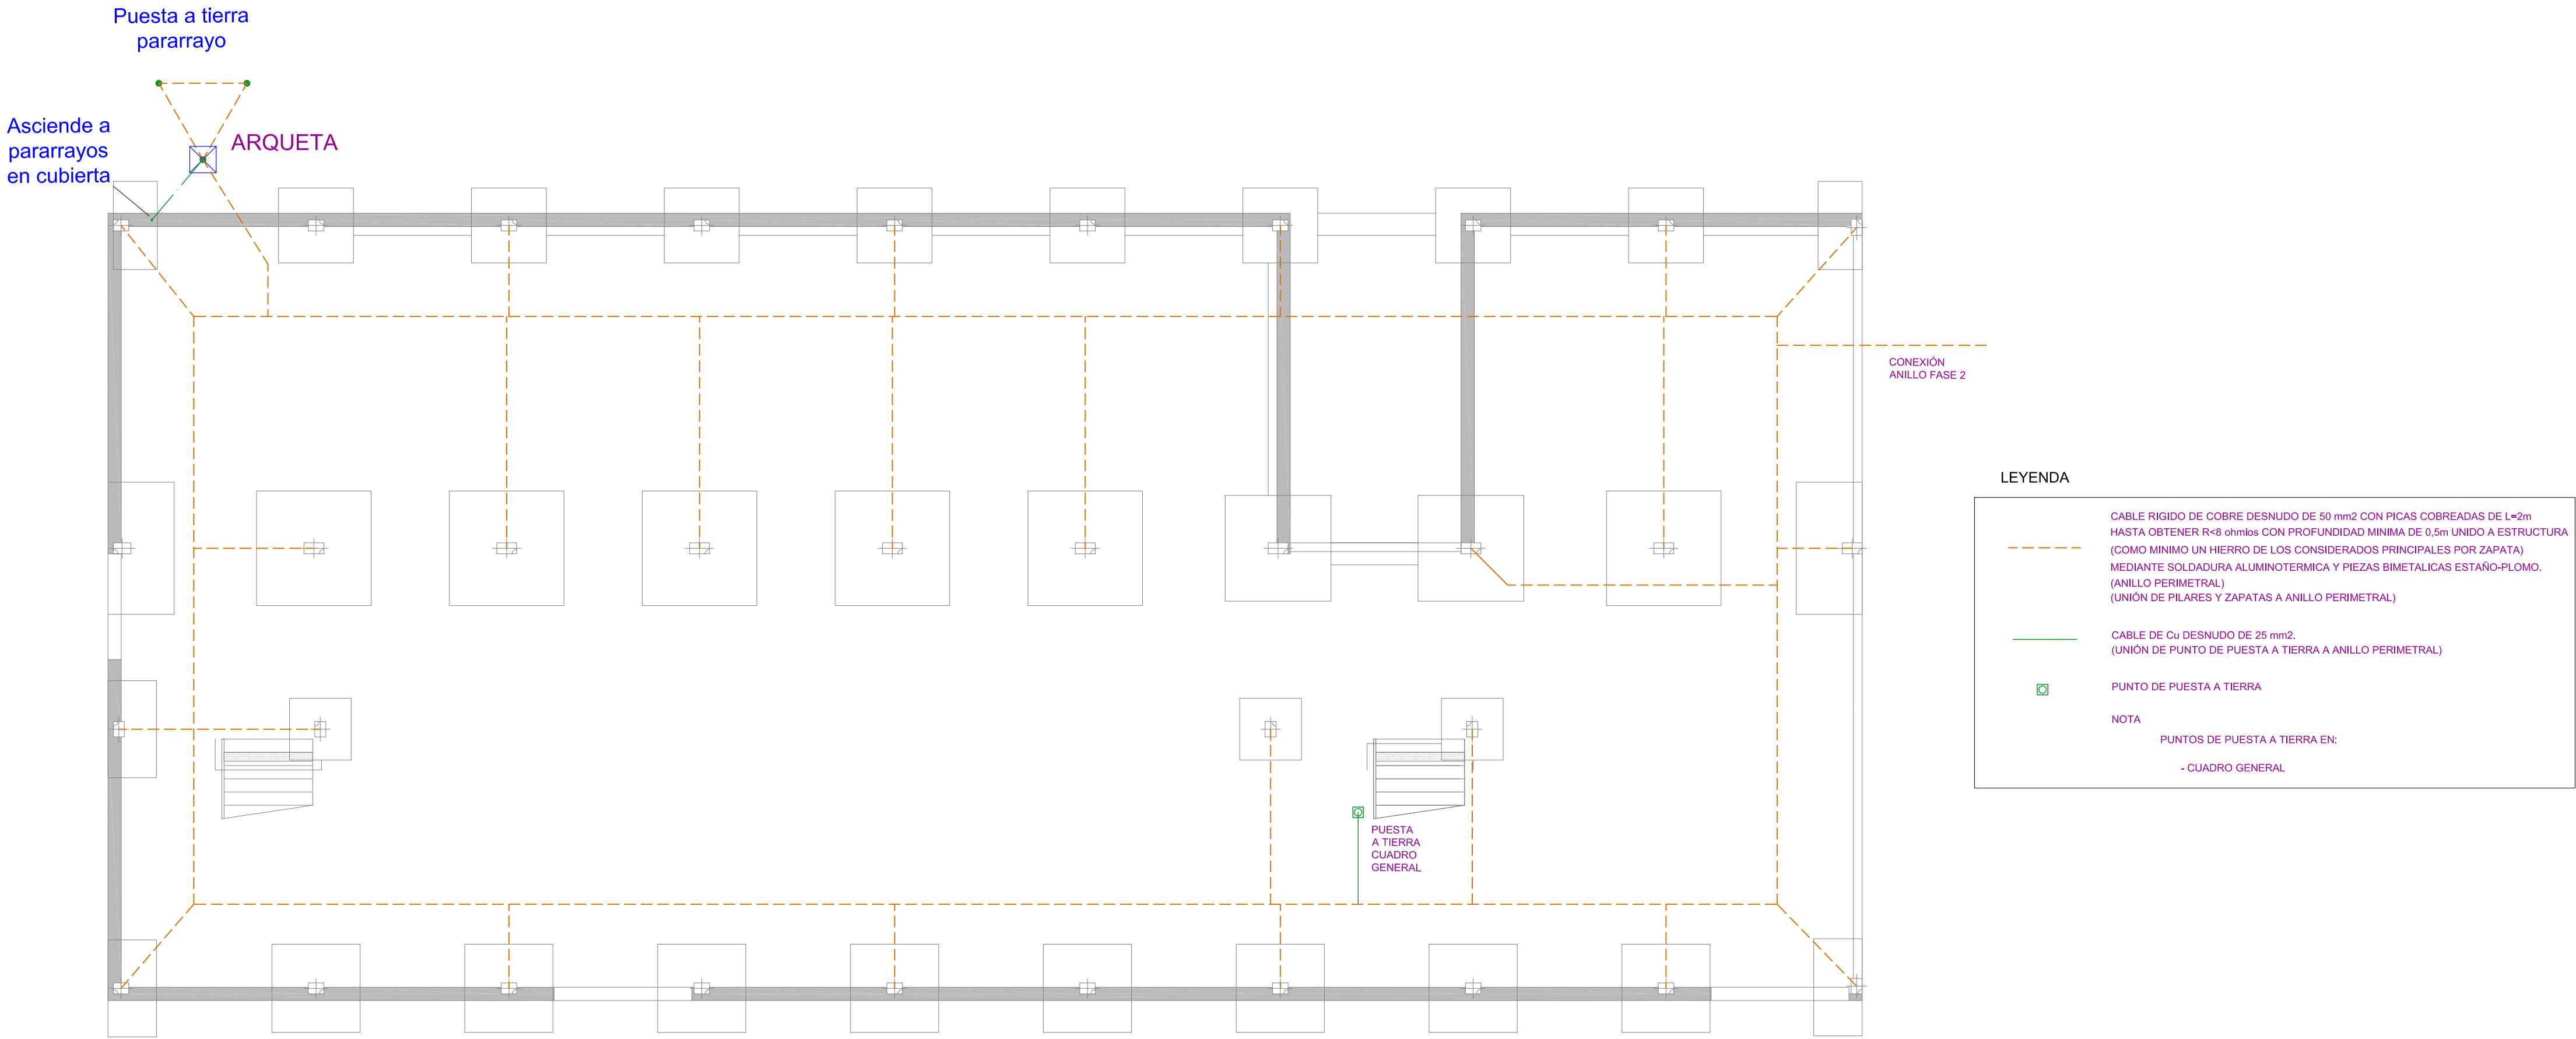 Puesta a tierra
pararrayo
Asciende a
pararrayos
en cubierta
ARQUETA
CONEXIÓN
ANILLO FASE 2
PUESTA
A TIERRA
CUADRO
GENERAL
LEYENDA
CABLE RIGIDO DE COBRE DESNUDO DE 50 mm2 CON PICAS COBREADAS DE L=2m
HASTA OBTENER R<8 ohmios CON PROFUNDIDAD MINIMA DE 0,5m UNIDO A ESTRUCTURA
(COMO MINIMO UN HIERRO DE LOS CONSIDERADOS PRINCIPALES POR ZAPATA)
MEDIANTE SOLDADURA ALUMINOTERMICA Y PIEZAS BIMETALICAS ESTAÑO-PLOMO.
(ANILLO PERIMETRAL)
(UNIÓN DE PILARES Y ZAPATAS A ANILLO PERIMETRAL)
CABLE DE Cu DESNUDO DE 25 mm2.
(UNIÓN DE PUNTO DE PUESTA A TIERRA A ANILLO PERIMETRAL)
PUNTO DE PUESTA A TIERRA
NOTA
PUNTOS DE PUESTA A TIERRA EN:
- CUADRO GENERAL